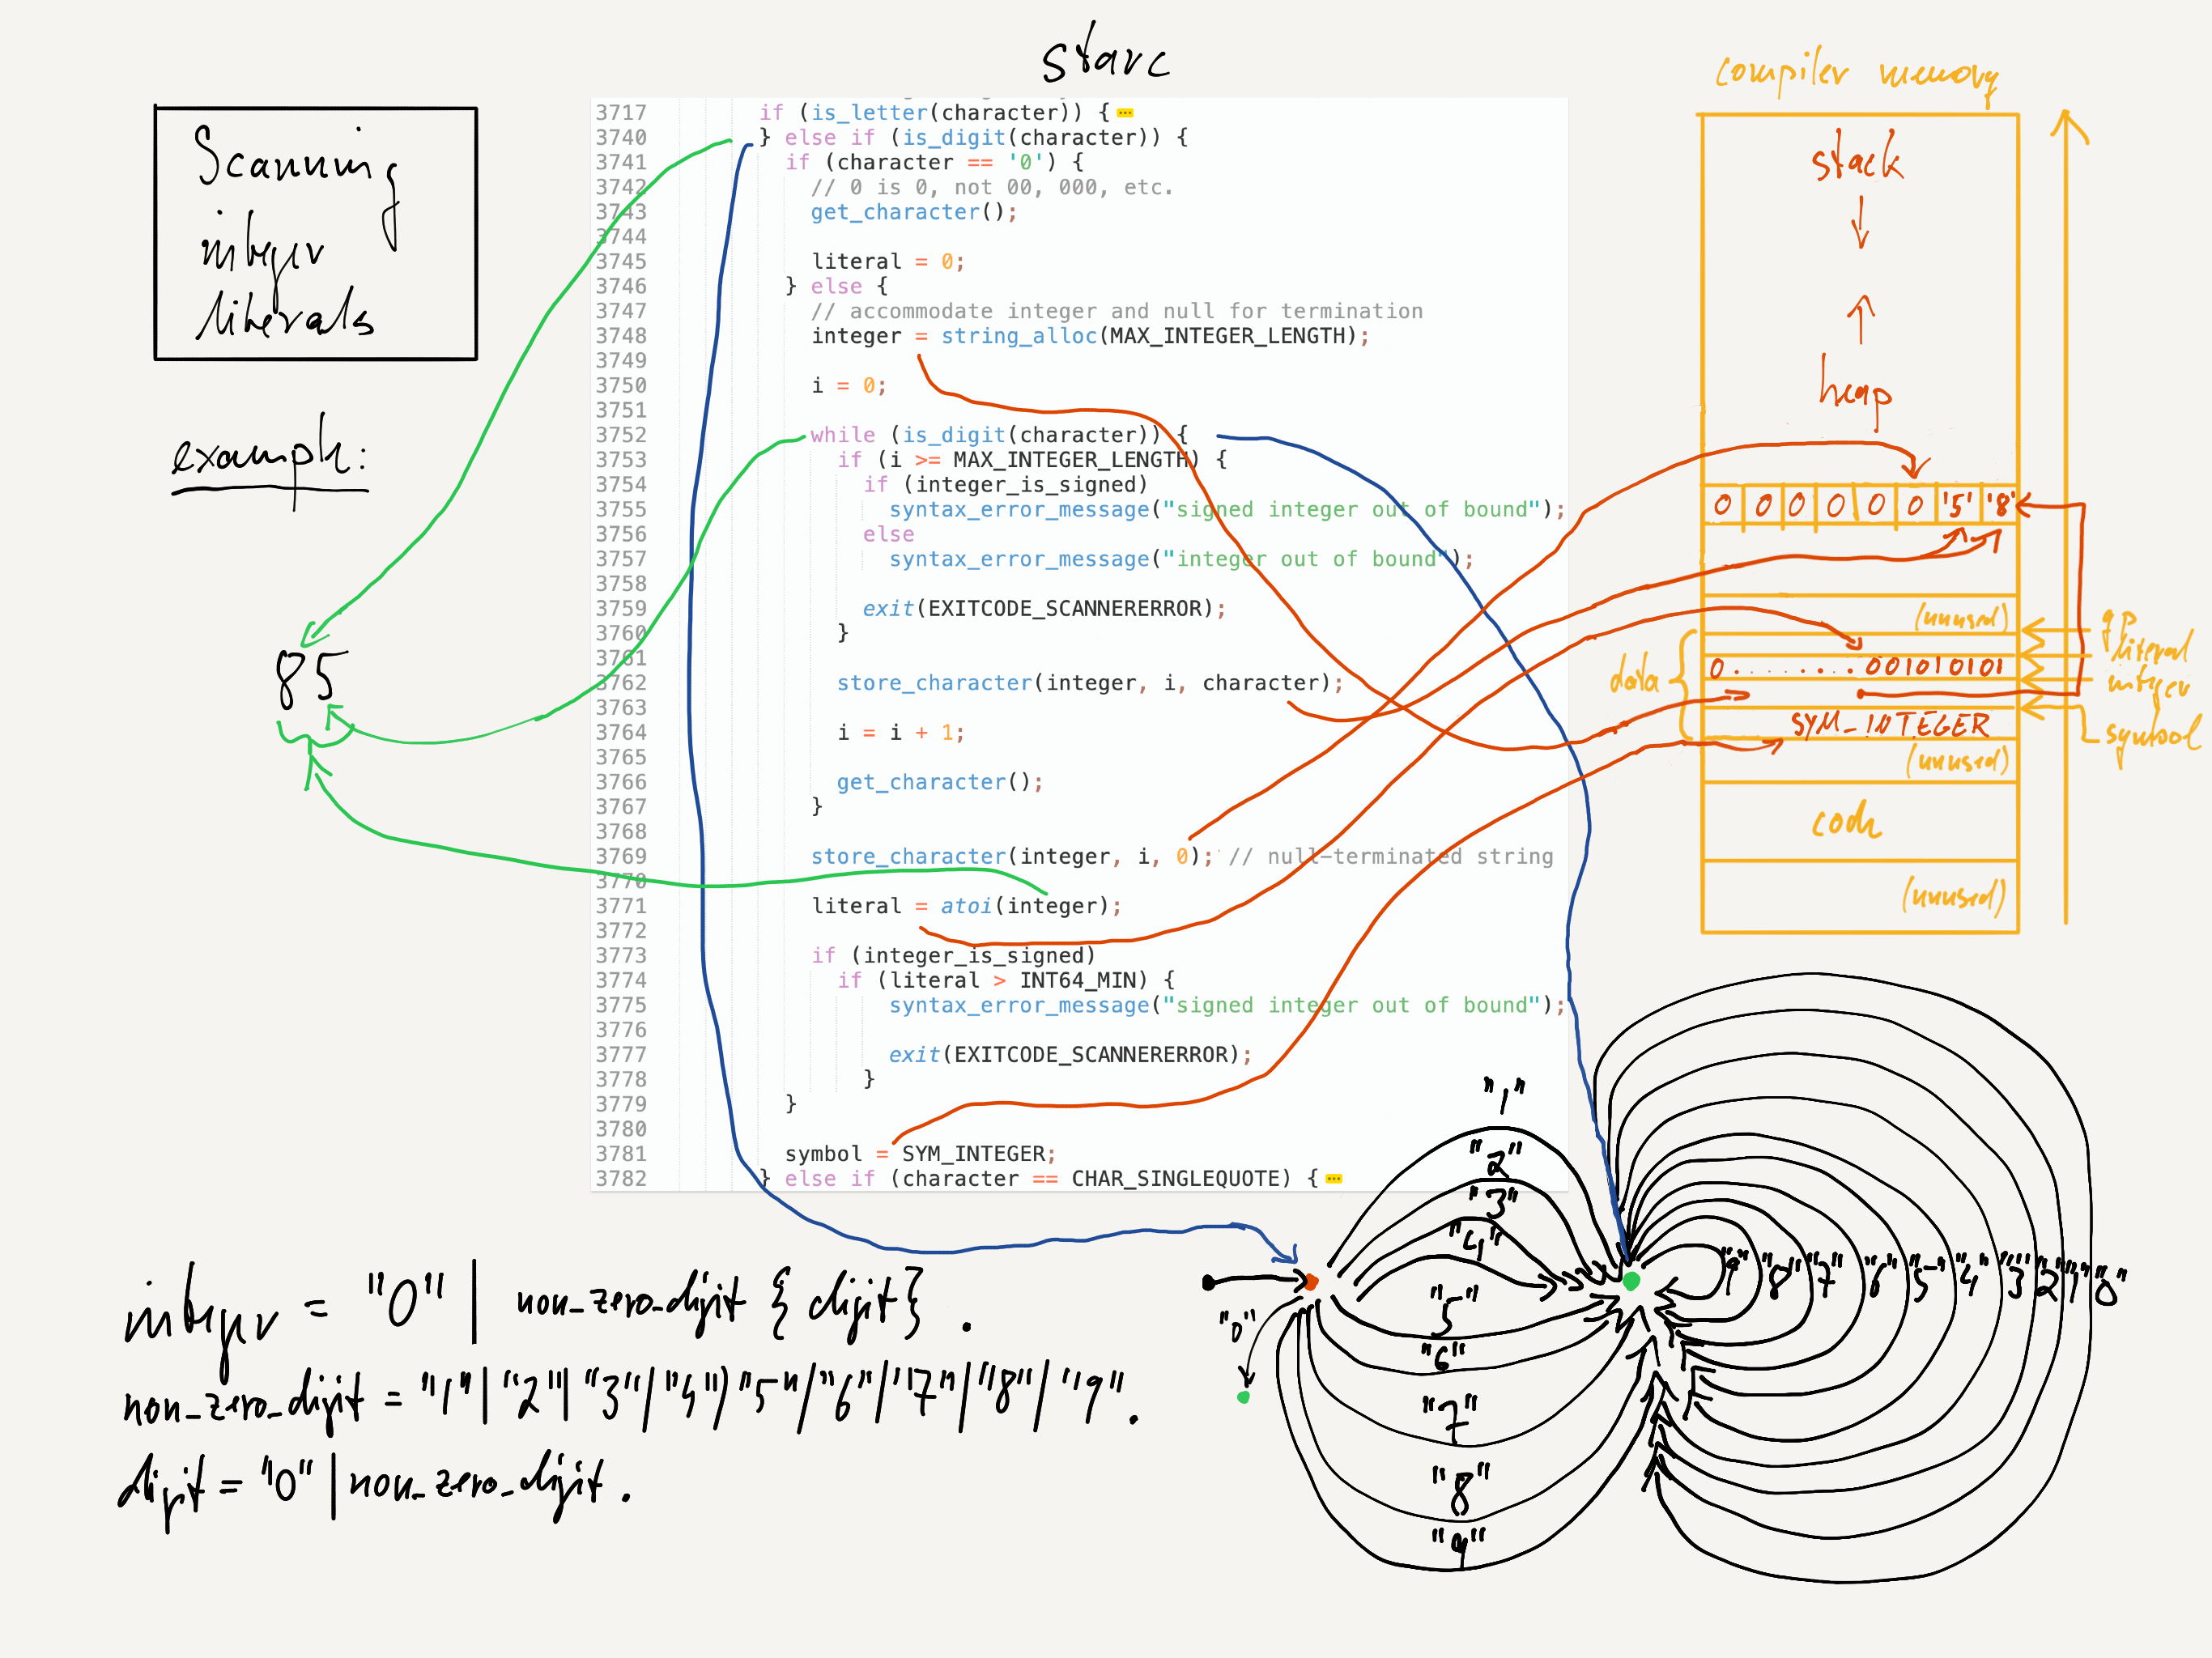 starc
Scanning
integer
literals
example:
85
3717 if (is_letter(character)) {
3740 } else if (is_digit(character)) {
3741 if (character == '0') {
3742 // 0 is 0, not 00, 000, etc.
3743 get_character();
3744
3745 literal = 0;
3746 } else {
3747 // accommodate integer and null for termination
3748 integer = string_alloc(MAX_INTEGER_LENGTH);
3749
3750 i = 0;
3751
3752 while (is_digit(character)) {
3753 if (i >= MAX_INTEGER_LENGTH) {
3754 if (integer_is_signed)
3755 syntax_error_message("signed integer out of bound");
3756 else
3757 syntax_error_message("integer out of bound");
3758
3759 exit(EXITCODE_SCANNERERROR);
3760 }
3761
3762 store_character(integer, i, character);
3763
3764 i = i + 1;
3765
3766 get_character();
3767 }
3768
3769 store_character(integer, i, 0); // null-terminated string
3770
3771 literal = atoi(integer);
3772
3773 if (integer_is_signed)
3774 if (literal > INT64_MIN) {
3775 syntax_error_message("signed integer out of bound");
3776
3777 exit(EXITCODE_SCANNERERROR);
3778 }
3779 }
3780
3781 symbol = SYM_INTEGER;
3782 } else if (character == CHAR_SINGLEQUOTE) {
compiler memory
stack
heap
0 0 0 0 0 0 '5' '8'
(unused)
gp
literal
data
0........001010101
integer
SYM_INTEGER
symbol
(unused)
code
(unused)
integer = "0" | non_zero_digit { digit } .
non_zero_digit = "1" | "2" | "3" | "4" | "5" | "6" | "7" | "8" | "9" .
digit = "0" | non_zero_digit .
"1"
"2"
"3"
"4"
"0"
"5"
"6"
"7"
"8"
"9"
"9" "8" "7" "6" "5" "4" "3" "2" "1" "0"